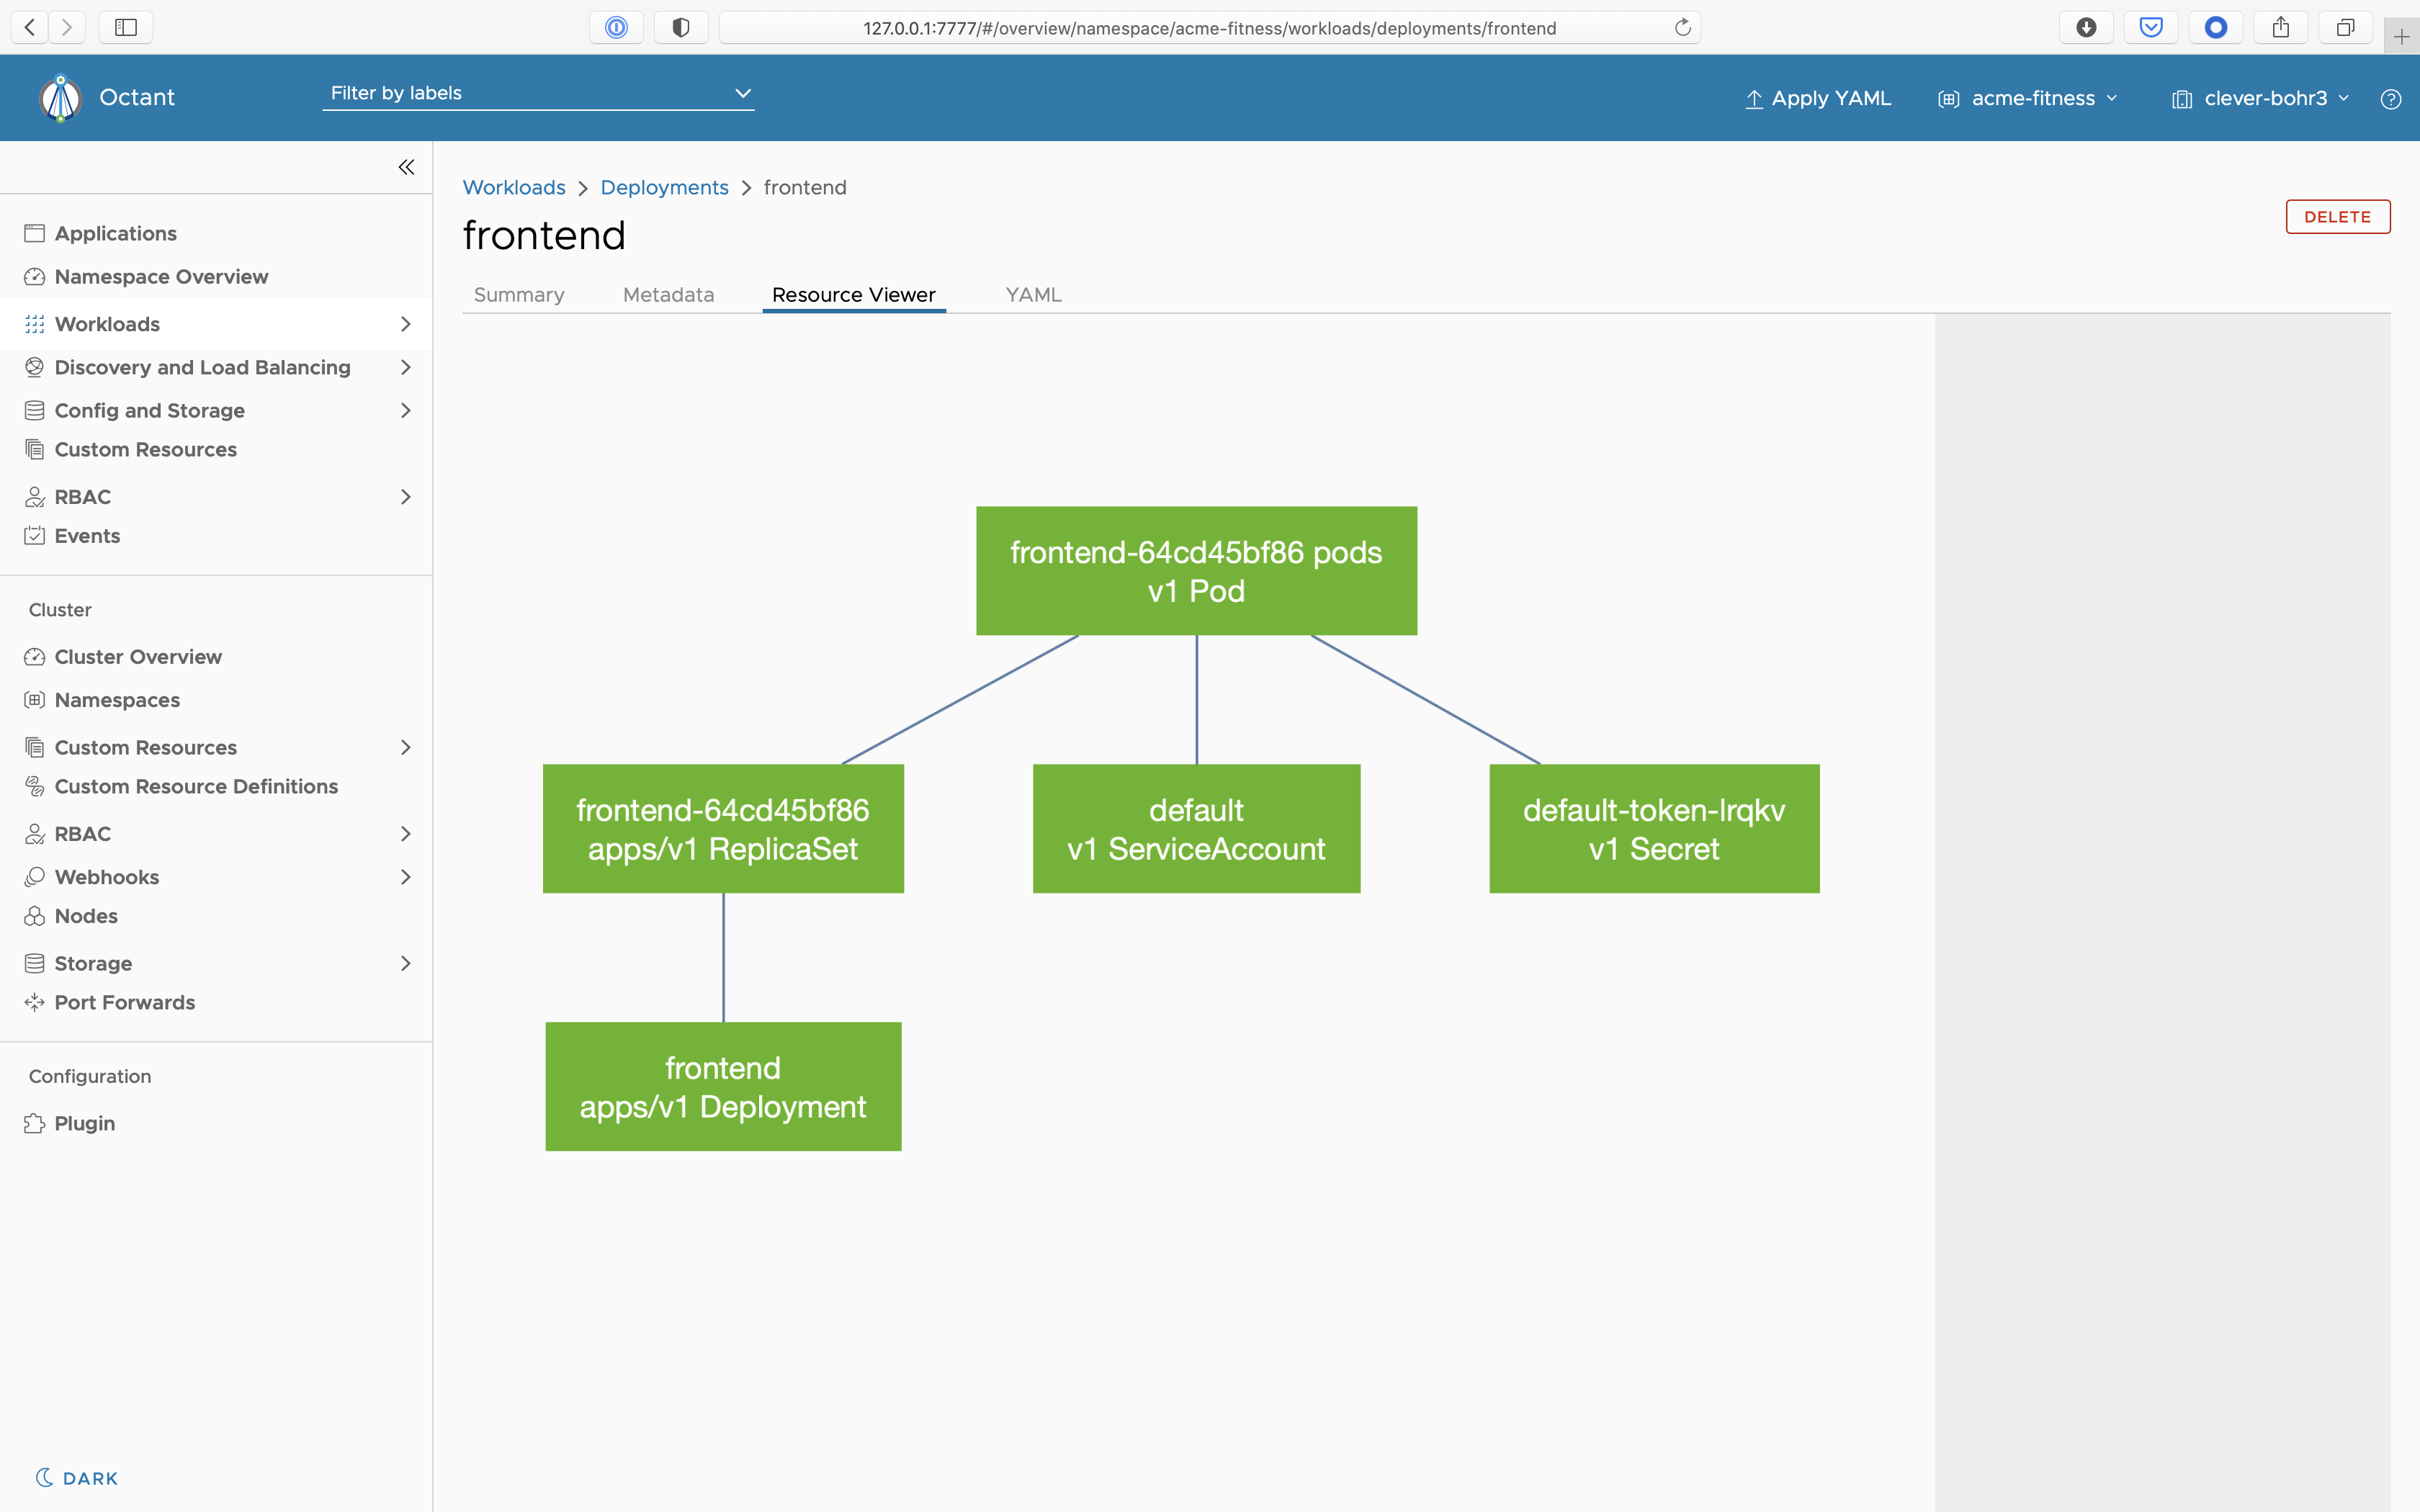 127.0.0.1:7777/#/overview/namespace/acme-fitness/workloads/deployments/frontend
Octant
Filter by labels
Apply YAML
acme-fitness
clever-bohr3
Workloads > Deployments > frontend
frontend
DELETE
Summary
Metadata
Resource Viewer
YAML
Applications
Namespace Overview
Workloads
Discovery and Load Balancing
Config and Storage
Custom Resources
RBAC
Events
Cluster
Cluster Overview
Namespaces
Custom Resources
Custom Resource Definitions
RBAC
Webhooks
Nodes
Storage
Port Forwards
Configuration
Plugin
DARK
frontend-64cd45bf86 pods
v1 Pod
frontend-64cd45bf86
apps/v1 ReplicaSet
default
v1 ServiceAccount
default-token-lrqkv
v1 Secret
frontend
apps/v1 Deployment